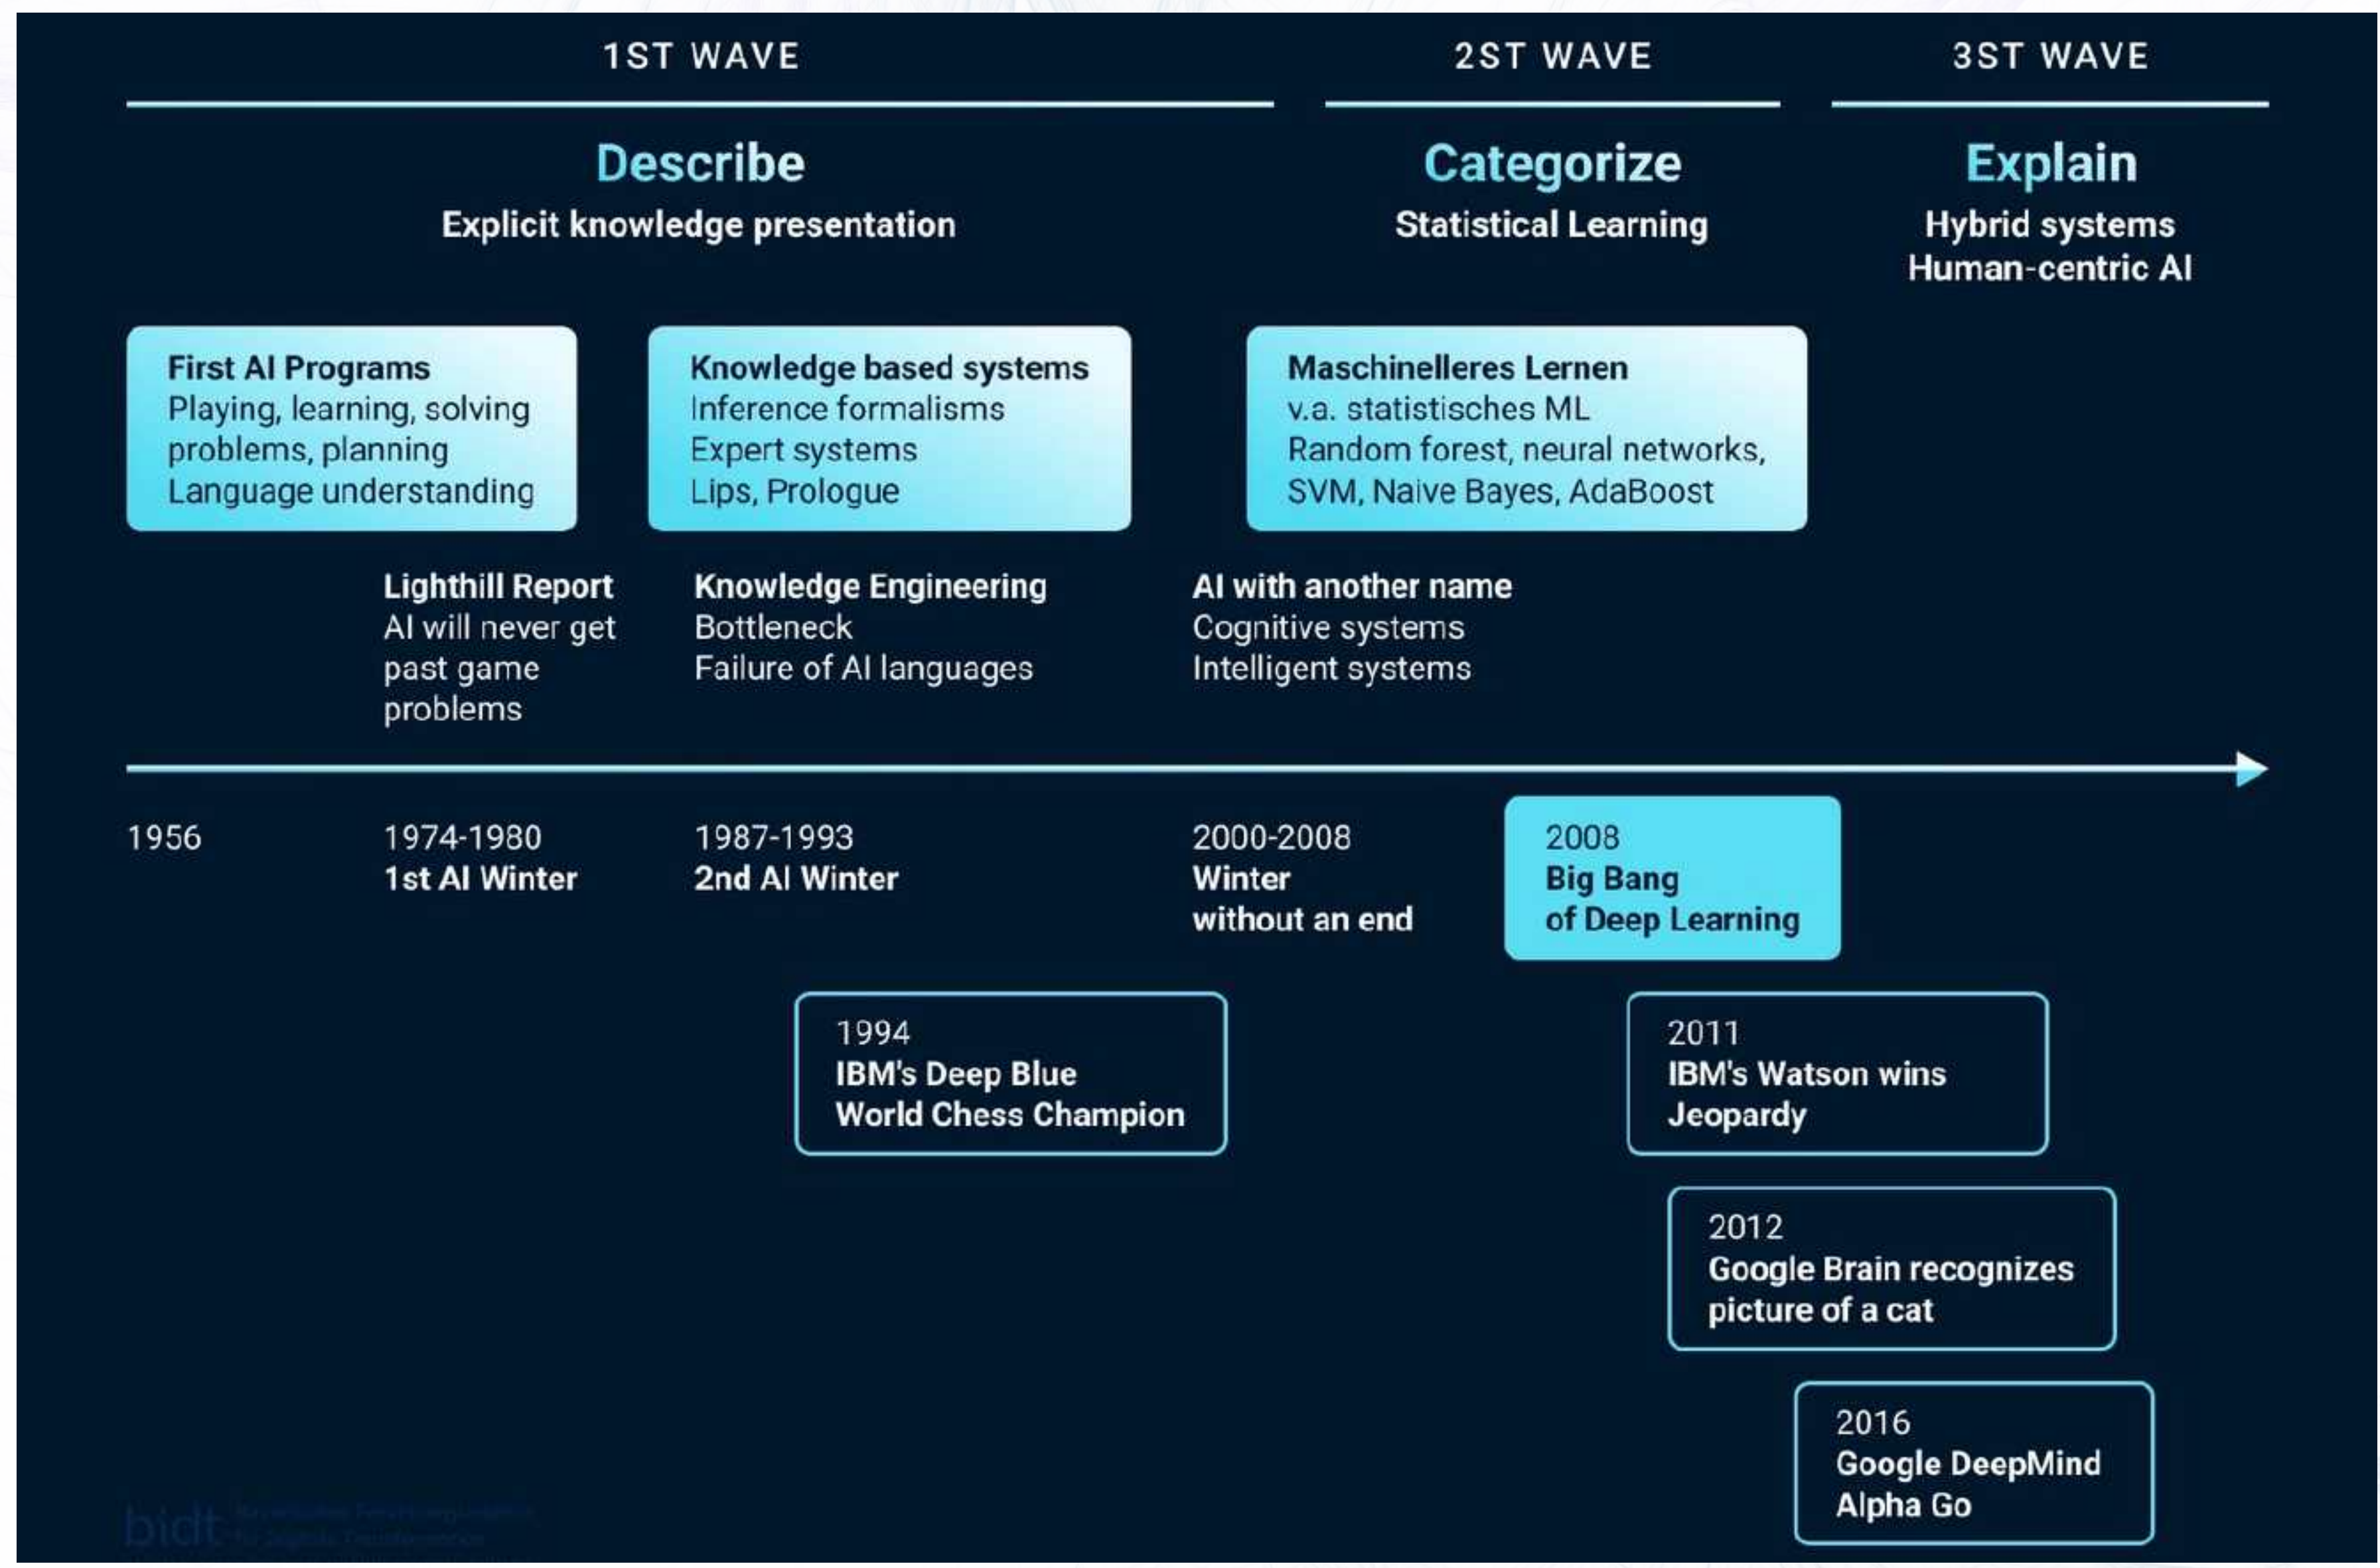 1ST WAVE
2ST WAVE
3ST WAVE
Describe
Explicit knowledge presentation
Categorize
Statistical Learning
Explain
Hybrid systems
Human-centric AI
First AI Programs
Playing, learning, solving
problems, planning
Language understanding
Knowledge based systems
Inference formalisms
Expert systems
Lips, Prologue
Maschinelleres Lernen
v.a. statistisches ML
Random forest, neural networks,
SVM, Naive Bayes, AdaBoost
Lighthill Report
AI will never get
past game
problems
Knowledge Engineering
Bottleneck
Failure of AI languages
AI with another name
Cognitive systems
Intelligent systems
1956
1974-1980
1st AI Winter
1987-1993
2nd AI Winter
2000-2008
Winter
without an end
2008
Big Bang
of Deep Learning
1994
IBM's Deep Blue
World Chess Champion
2011
IBM's Watson wins
Jeopardy
2012
Google Brain recognizes
picture of a cat
2016
Google DeepMind
Alpha Go
bidt